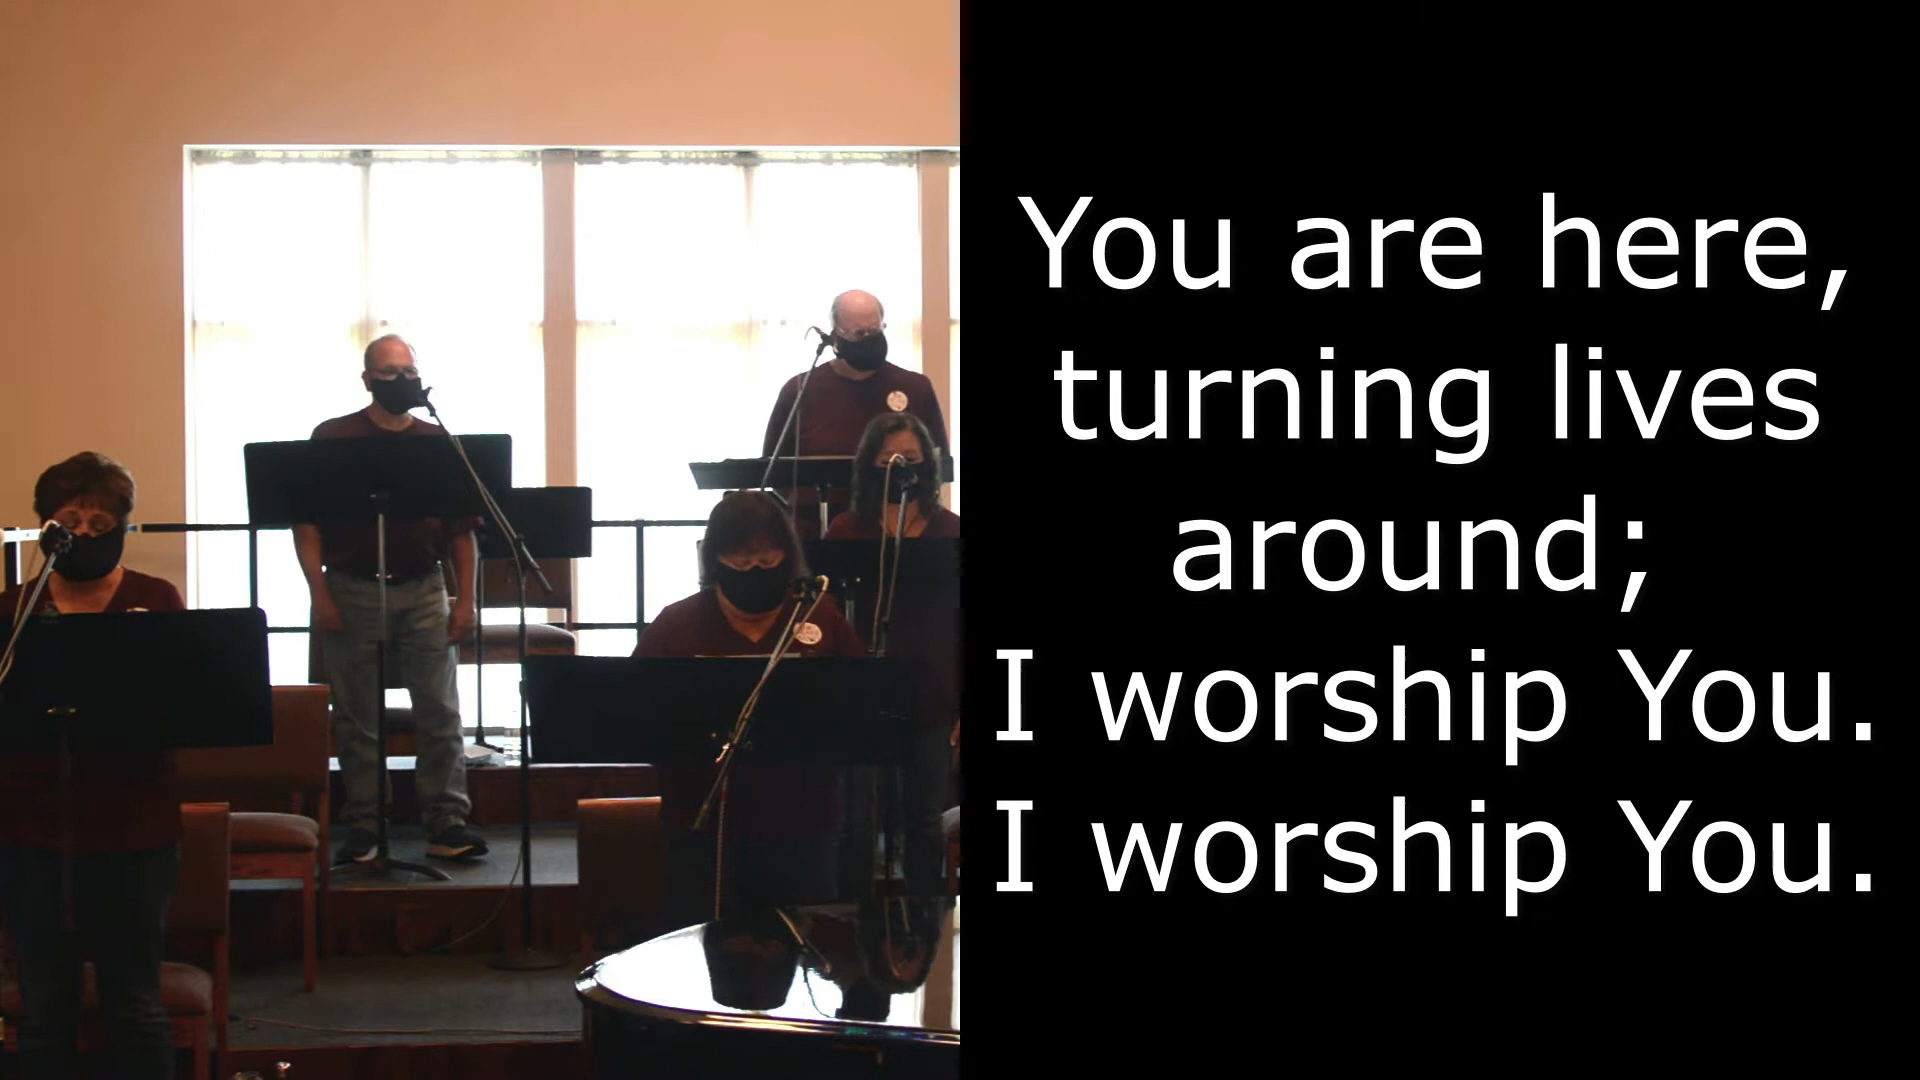 You are here,
turning lives
around;
I worship You.
I worship You.